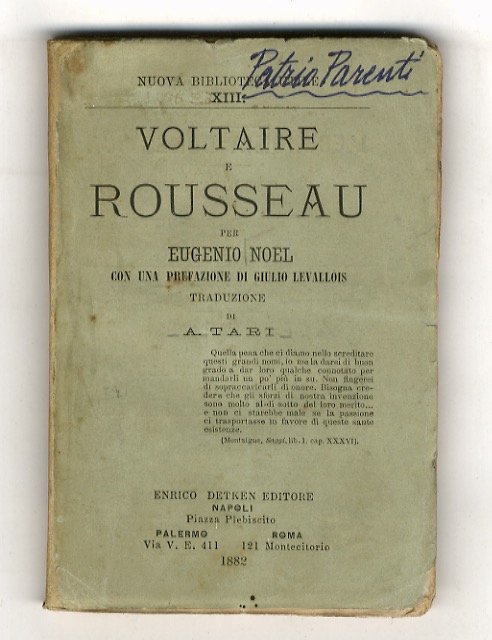 Patria Parenti
NUOVA
XIII.
VOLTAIRE
E
ROUSSEAU
PER
EUGENIO NOEL
CON UNA PREFAZIONE DI GIULIO LEVALLOIS
TRADUZIONE
DI
A. TARI
Quella pena che ci diamo nello screditare
questi grandi nomi, io me la darei di buon
grado a dar loro qualche connotato per
mandarli un po' più in su. Non fingerei
di sopraccaricarli di onore. Bisogna cre-
dere che gli sforzi di nostra invenzione
sono molto al-di-sotto del loro merito...
e non ci starebbe male se la passione
ci trasportasse in favore di queste sante
esistenze.
(Montaigne, Saggi, lib. I. cap. XXXVI).
ENRICO DETKEN EDITORE
NAPOLI
Piazza Plebiscito
PALERMO ROMA
Via V. E. 411 121 Montecitorio
1882